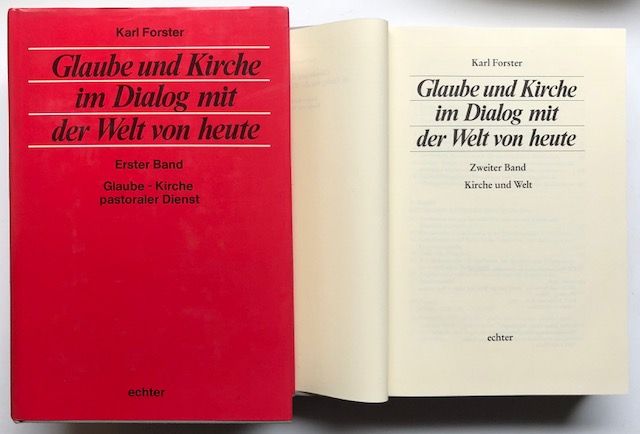 Karl Forster
Glaube und Kirche
im Dialog mit
der Welt von heute
Erster Band
Glaube - Kirche
pastoraler Dienst
echter
Karl Forster
Glaube und Kirche
im Dialog mit
der Welt von heute
Zweiter Band
Kirche und Welt
echter